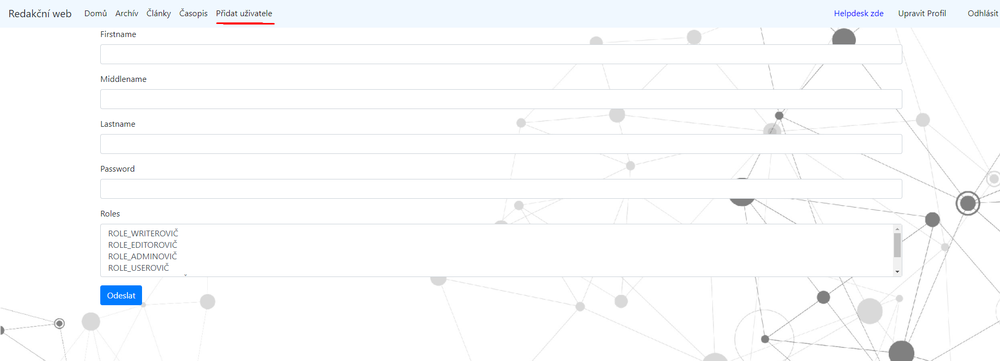 Redakční web Domů Archív Články Časopis Přidat uživatele Helpdesk zde Upravit Profil Odhlásit
Firstname
Middlename
Lastname
Password
Roles
ROLE_WRITEROVIČ
ROLE_EDITOROVIČ
ROLE_ADMINOVIČ
ROLE_USEROVIČ
Odeslat